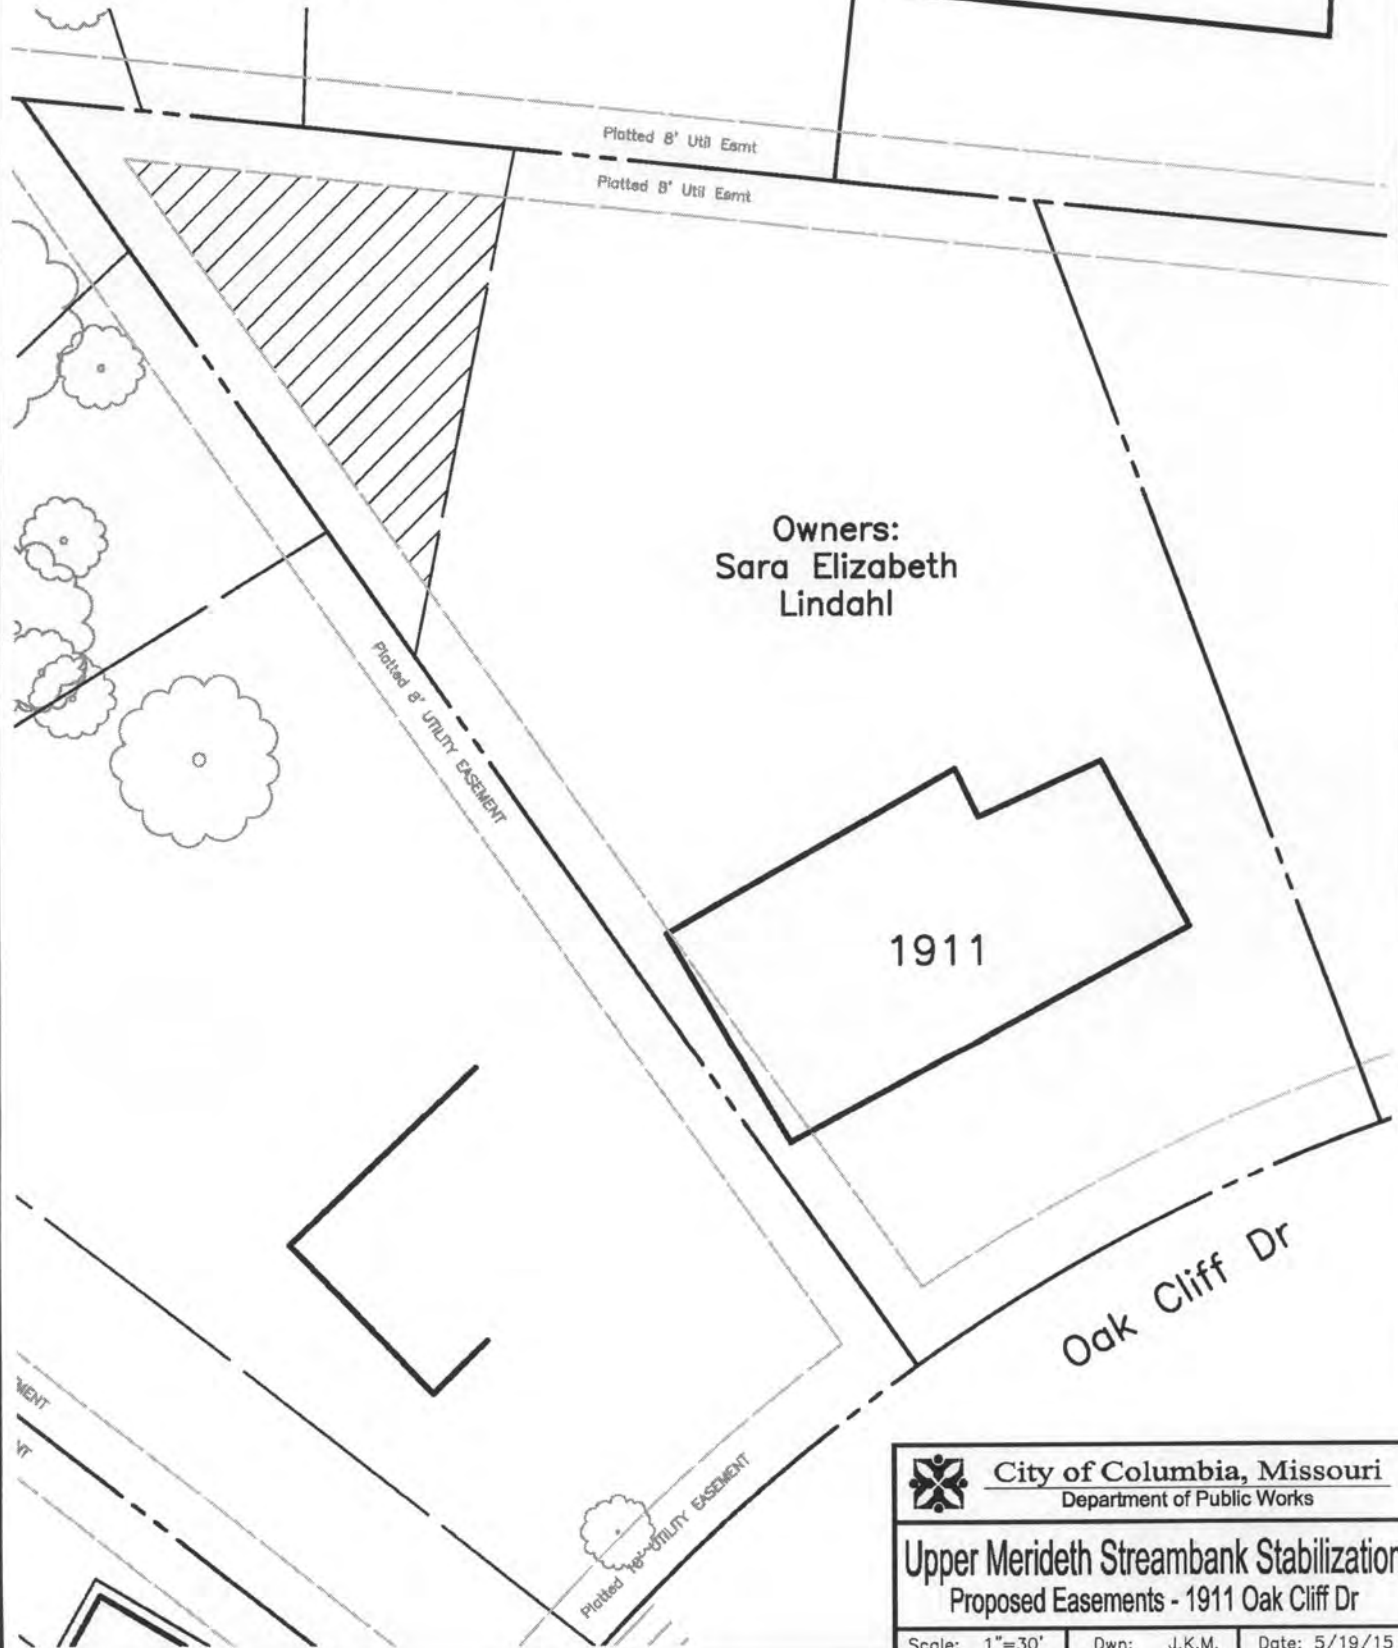 Platted 8' Util Esmt
Platted 8' Util Esmt
Owners:
Sara Elizabeth
Lindahl
Platted 8' UTILITY EASEMENT
1911
Oak Cliff Dr
Platted 10' UTILITY EASEMENT
City of Columbia, Missouri
Department of Public Works
Upper Merideth Streambank Stabilization
Proposed Easements - 1911 Oak Cliff Dr
Scale: 1"=30' Dwn: J.K.M. Date: 5/19/15